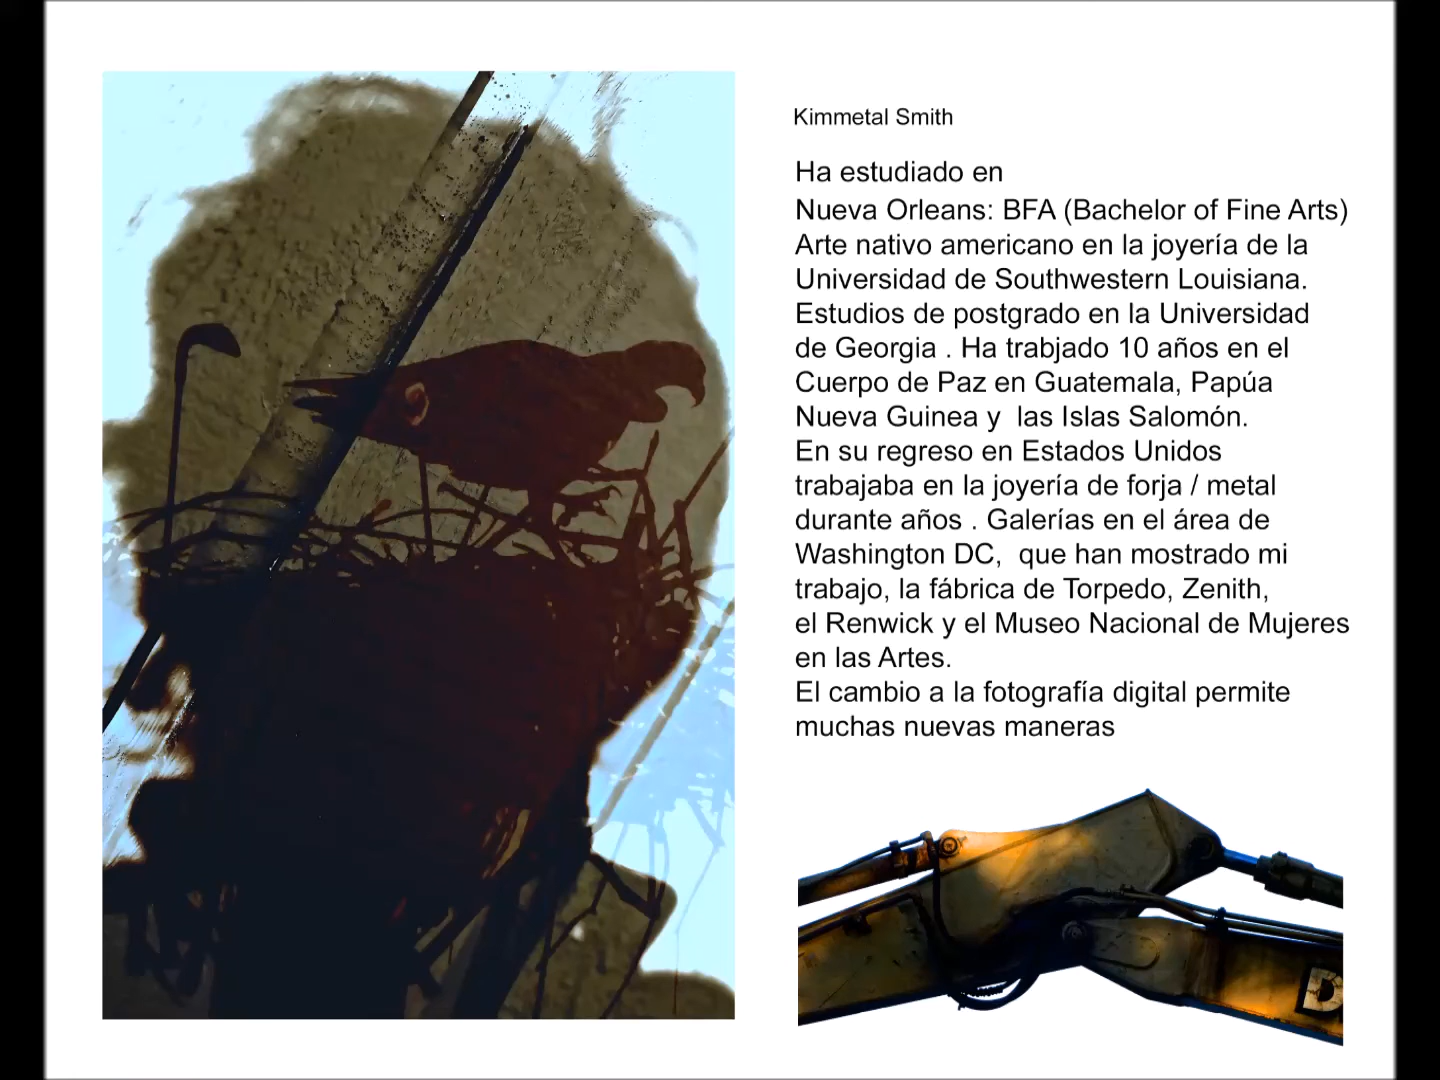 Kimmetal Smith
Ha estudiado en
Nueva Orleans: BFA (Bachelor of Fine Arts)
Arte nativo americano en la joyería de la
Universidad de Southwestern Louisiana.
Estudios de postgrado en la Universidad
de Georgia . Ha trabjado 10 años en el
Cuerpo de Paz en Guatemala, Papúa
Nueva Guinea y  las Islas Salomón.
En su regreso en Estados Unidos
trabajaba en la joyería de forja / metal
durante años . Galerías en el área de
Washington DC,  que han mostrado mi
trabajo, la fábrica de Torpedo, Zenith,
el Renwick y el Museo Nacional de Mujeres
en las Artes.
El cambio a la fotografía digital permite
muchas nuevas maneras
D